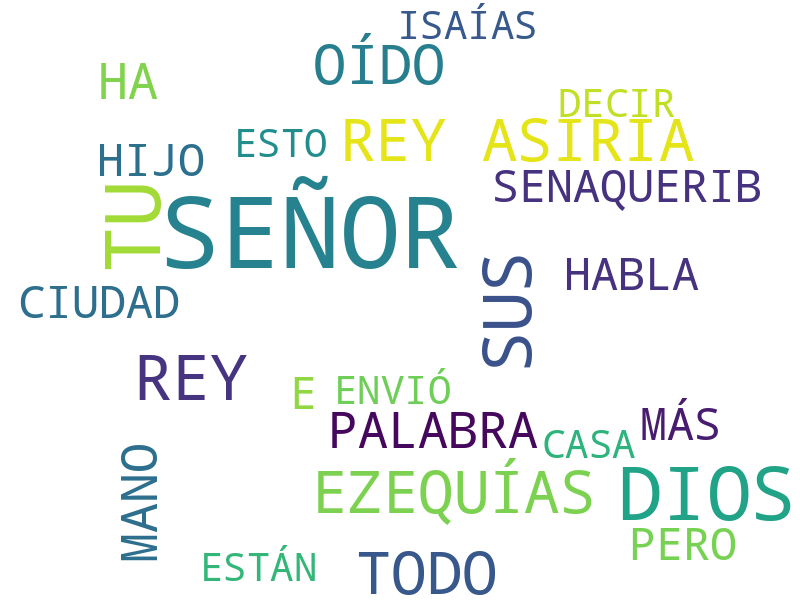 ISAÍAS
OÍDO
HA
DECIR
REY ASIRIA
ESTO
HIJO
SENAQUERIB
TU
SEÑOR
SUS
HABLA
CIUDAD
REY
E
ENVIÓ
PALABRA
MÁS
CASA
MANO
EZEQUÍAS
DIOS
PERO
ESTÁN
TODO